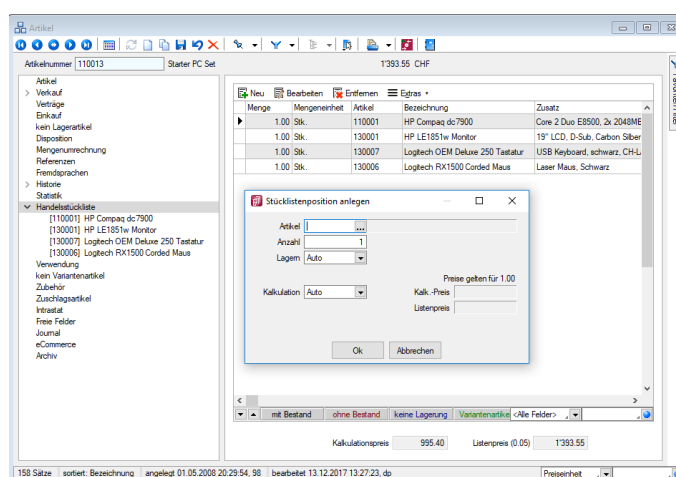 Artikel
Artikelnummer 110013 Starter PC Set 1'393.55 CHF
Artikel
Verkauf
Verträge
Einkauf
kein Lagerartikel
Disposition
Mengenumrechnung
Referenzen
Fremdsprachen
Historie
Statistik
Handelsstückliste
[110001] HP Compaq dc7900
[130001] HP LE1851w Monitor
[130007] Logitech OEM Deluxe 250 Tastatur
[130006] Logitech RX1500 Corded Maus
Verwendung
kein Variantenartikel
Zubehör
Zuschlagsartikel
Intrastat
Freie Felder
Journal
eCommerce
Archiv
Neu Bearbeiten Entfernen Extras
Menge Mengeneinheit Artikel Bezeichnung Zusatz
1.00 Stk. 110001 HP Compaq dc7900 Core 2 Duo E8500, 2x 2048ME
1.00 Stk. 130001 HP LE1851w Monitor 19" LCD, D-Sub, Carbon Silber
1.00 Stk. 130007 Logitech OEM Deluxe 250 Tastatur USB Keyboard, schwarz, CH-L
1.00 Stk. 130006 Logitech RX1500 Corded Maus Laser Maus, Schwarz
Stücklistenposition anlegen
Artikel ...
Anzahl 1
Lagern Auto
Preise gelten für 1.00
Kalkulation Auto Kalk.-Preis
Listenpreis
Ok Abbrechen
mit Bestand ohne Bestand keine Lagerung Variantenartike <Alle Felder>
Kalkulationspreis 995.40 Listenpreis (0.05) 1'393.55
158 Sätze sortiert: Bezeichnung angelegt 01.05.2008 20:29:54, 98 bearbeitet 13.12.2017 13:27:23, dp Preiseinheit